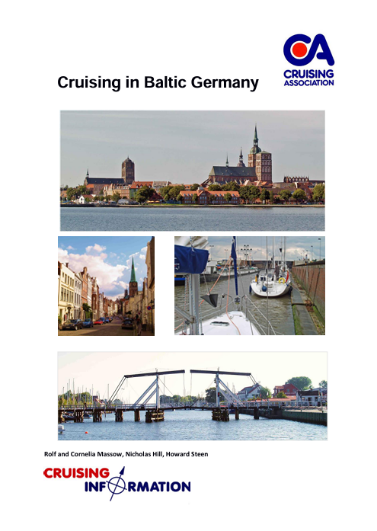 CA
CRUISING
ASSOCIATION
Cruising in Baltic Germany
Rolf and Cornelia Massow, Nicholas Hill, Howard Steen
CRUISING
INFORMATION